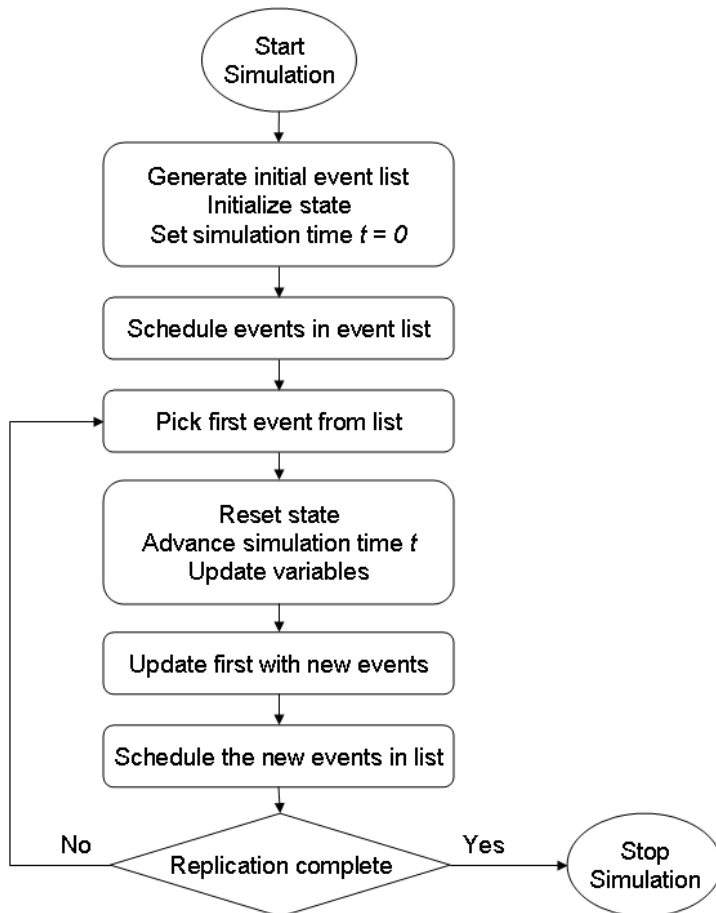 Start
Simulation
Generate initial event list
Initialize state
Set simulation time t = 0
Schedule events in event list
Pick first event from list
Reset state
Advance simulation time t
Update variables
Update first with new events
Schedule the new events in list
No
Replication complete
Yes
Stop
Simulation